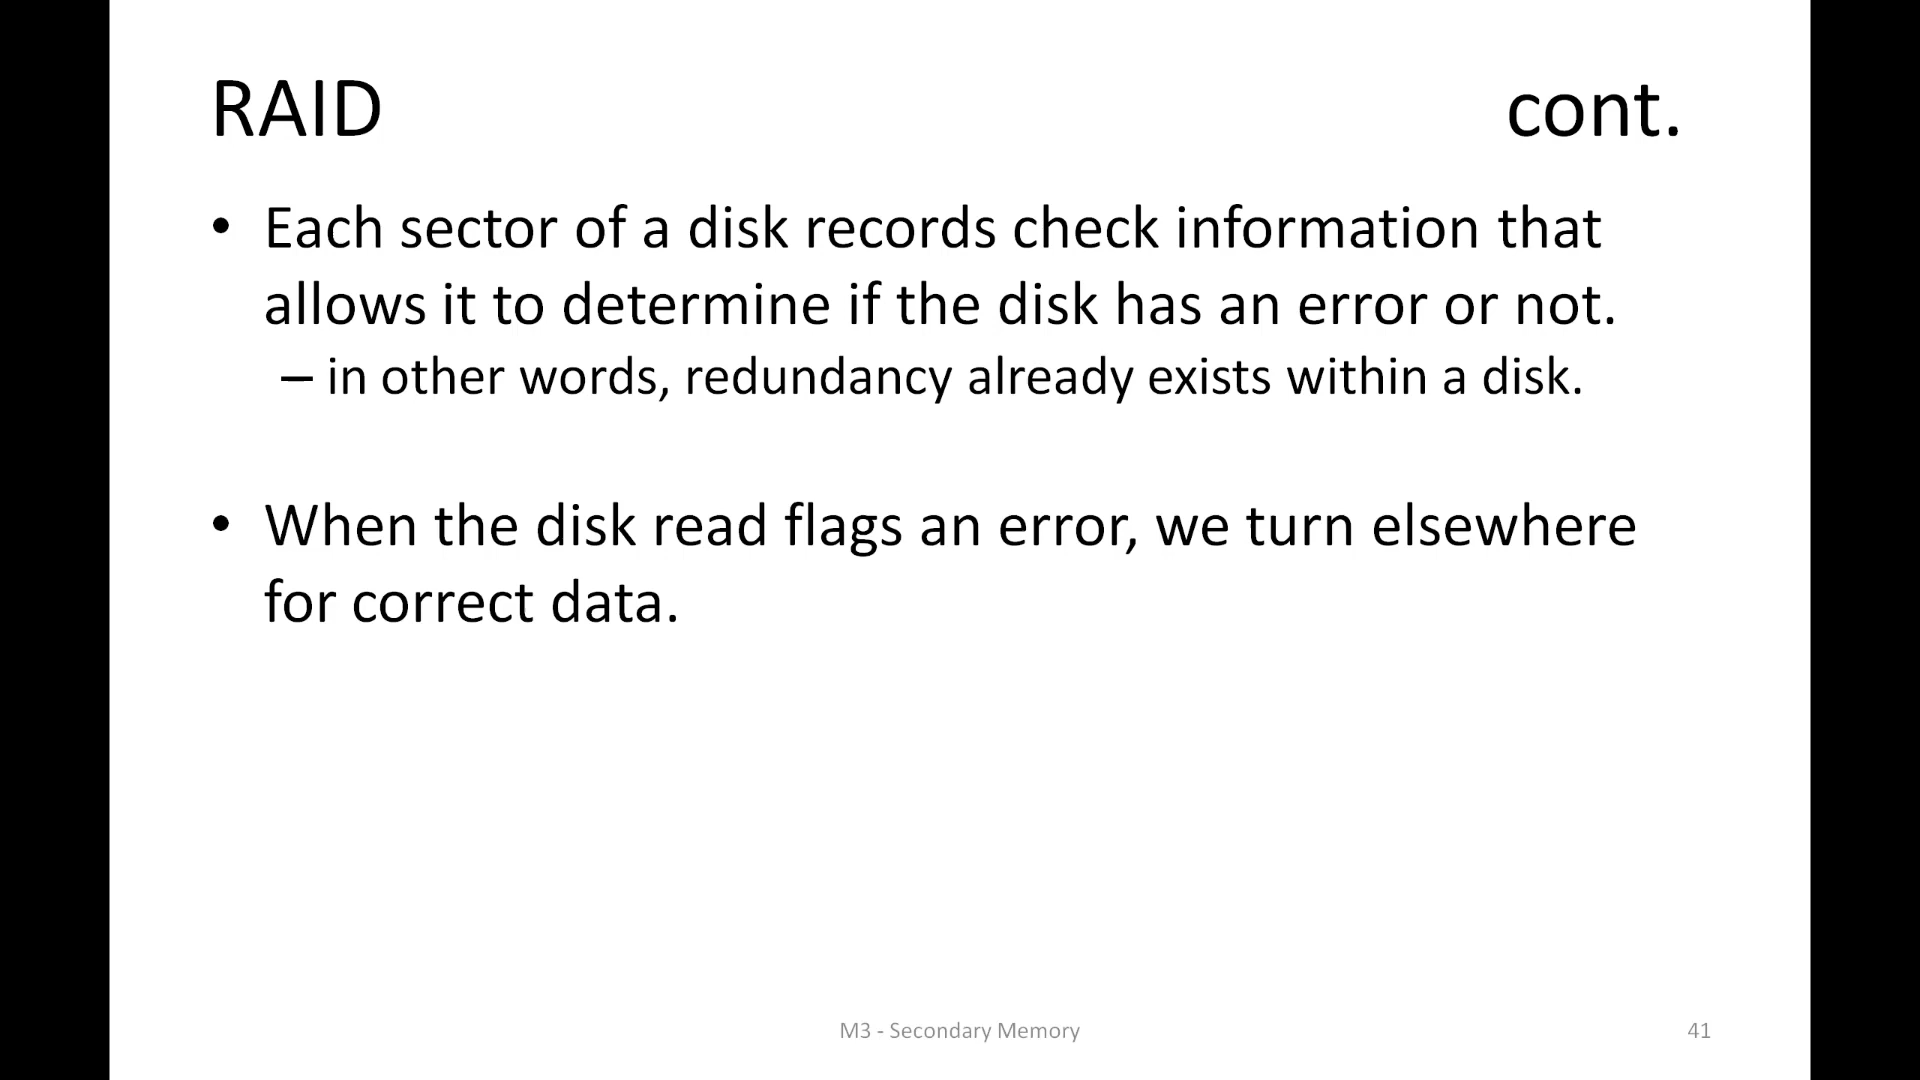 RAID cont.
• Each sector of a disk records check information that
allows it to determine if the disk has an error or not.
– in other words, redundancy already exists within a disk.
• When the disk read flags an error, we turn elsewhere
for correct data.
M3 - Secondary Memory 41